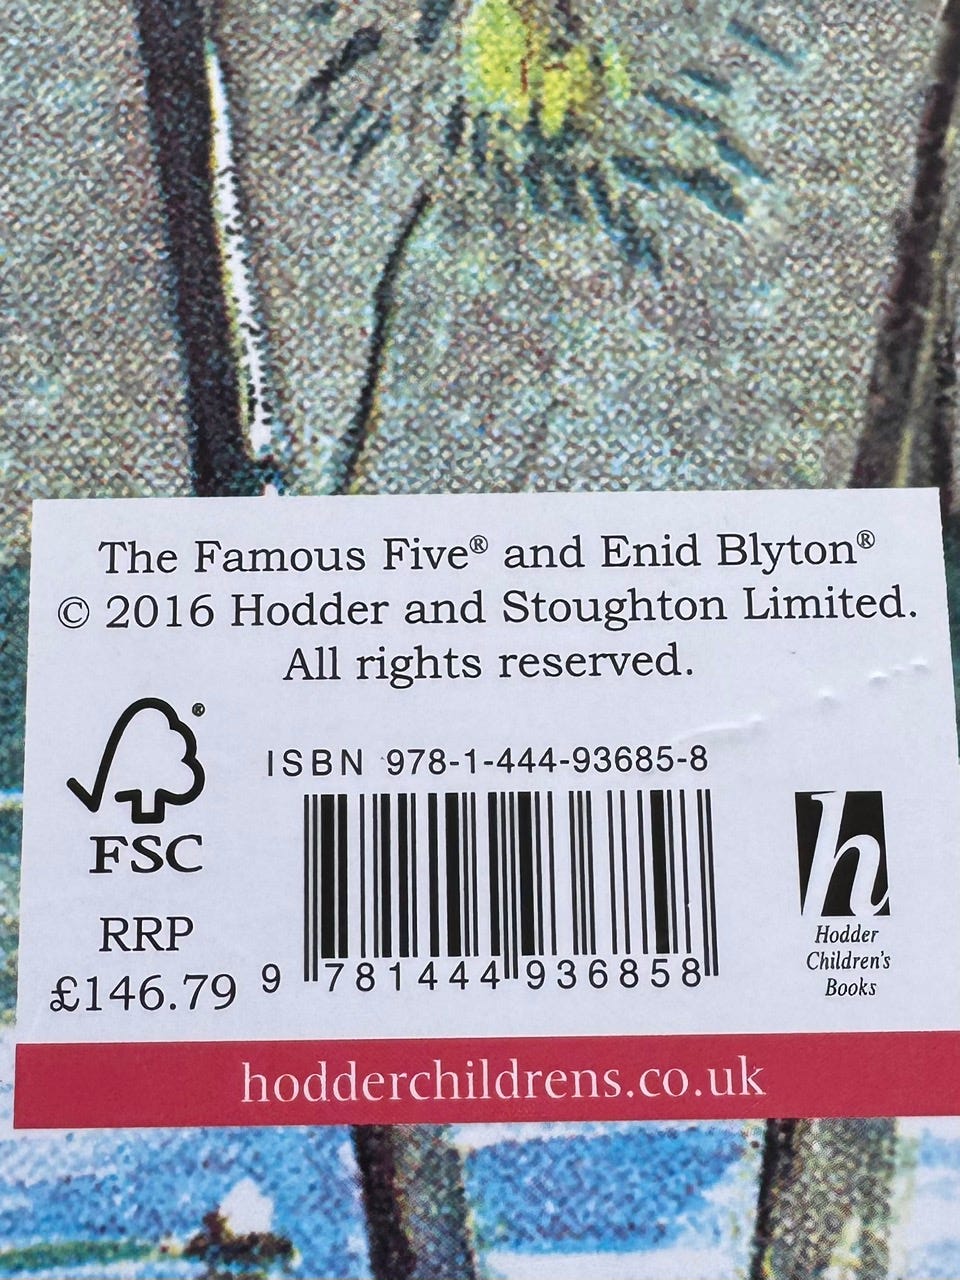 The Famous Five® and Enid Blyton®
© 2016 Hodder and Stoughton Limited.
All rights reserved.
®
FSC
RRP
£146.79
ISBN 978-1-444-93685-8
9 781444 936858
h
Hodder
Children's
Books
hodderchildrens.co.uk